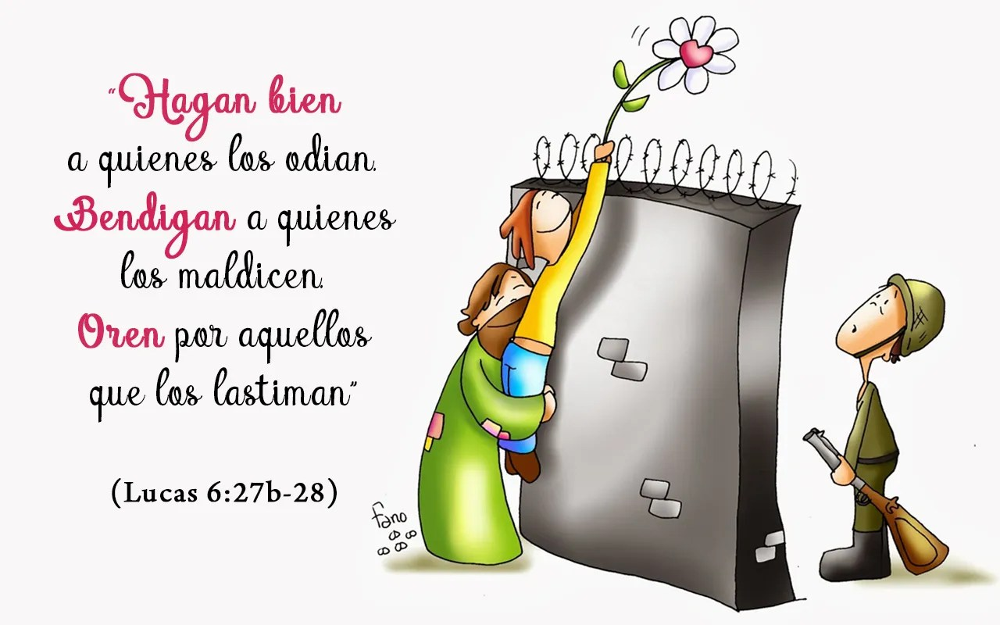 “Hagan bien
a quienes los odian.
Bendigan a quienes
los maldicen.
Oren por aquellos
que los lastiman”
(Lucas 6:27b-28)
fano